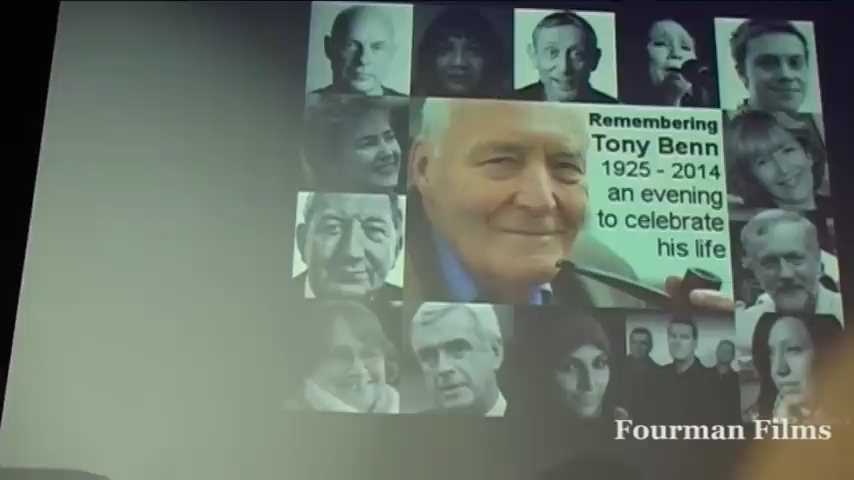 Remembering
Tony Benn
1925 - 2014
an evening
to celebrate
his life
Fourman Films